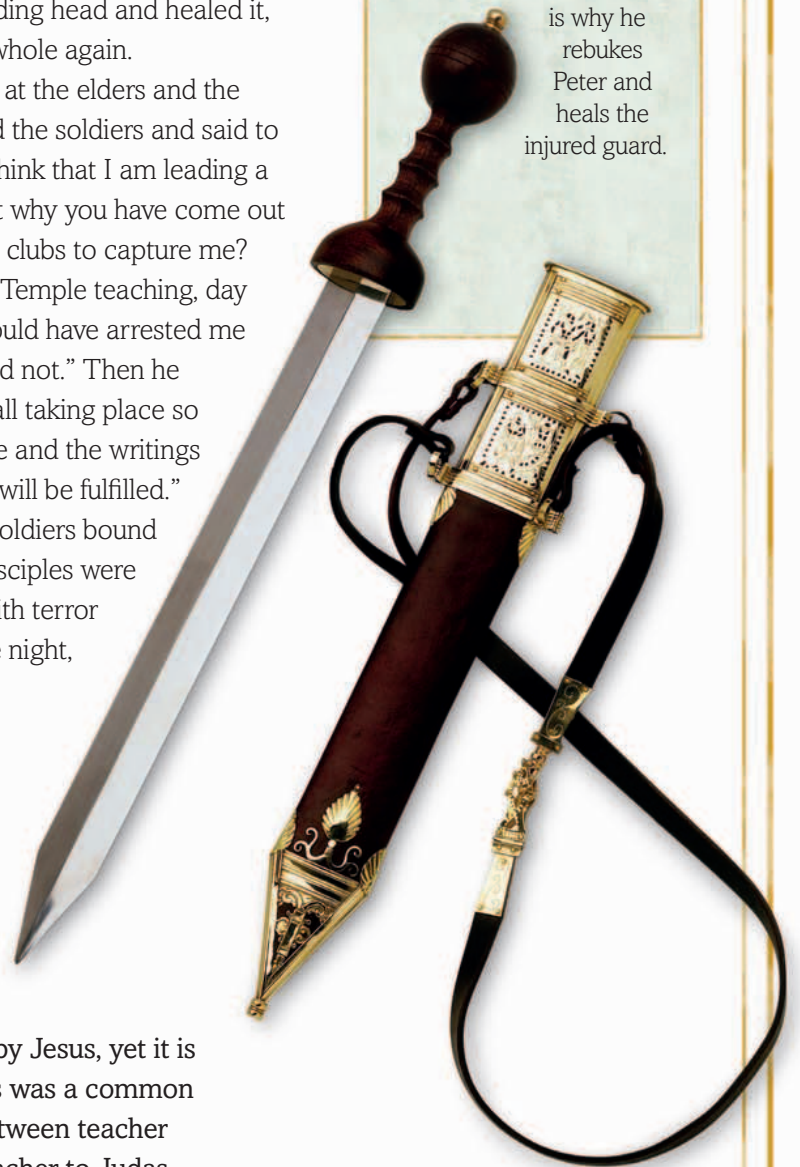 ding head and healed it,
whole again.
at the elders and the
d the soldiers and said to
hink that I am leading a
t why you have come out
clubs to capture me?
Temple teaching, day
ould have arrested me
d not.” Then he
all taking place so
e and the writings
will be fulfilled.”
oldiers bound
sciples were
ith terror
e night,
is why he
rebukes
Peter and
heals the
injured guard.
by Jesus, yet it is
s was a common
tween teacher
acher to Judas